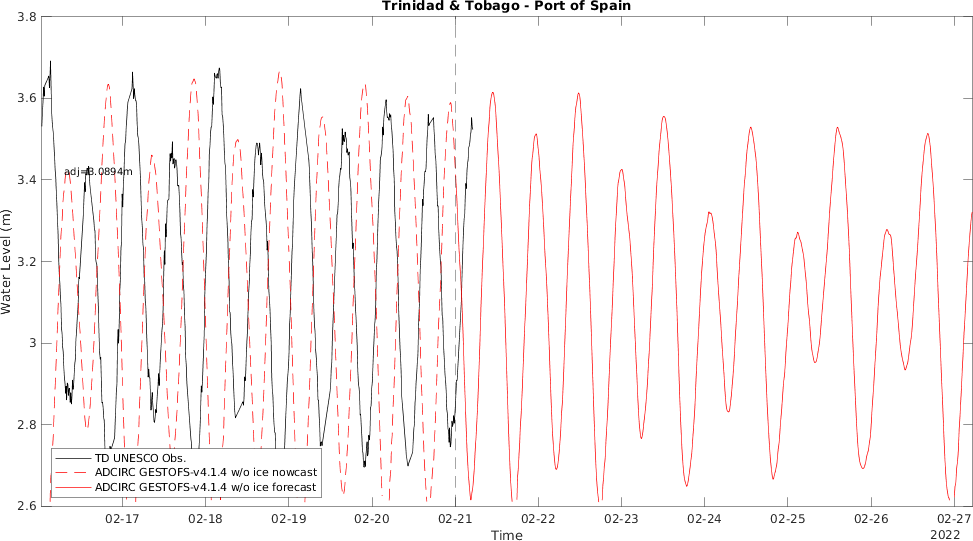 Trinidad & Tobago - Port of Spain
3.8
3.6
3.4
3.2
3
2.8
2.6
Water Level (m)
adj=3.0894m
TD UNESCO Obs.
ADCIRC GESTOFS-v4.1.4 w/o ice nowcast
ADCIRC GESTOFS-v4.1.4 w/o ice forecast
02-17 02-18 02-19 02-20 02-21 02-22 02-23 02-24 02-25 02-26 02-27
Time
2022